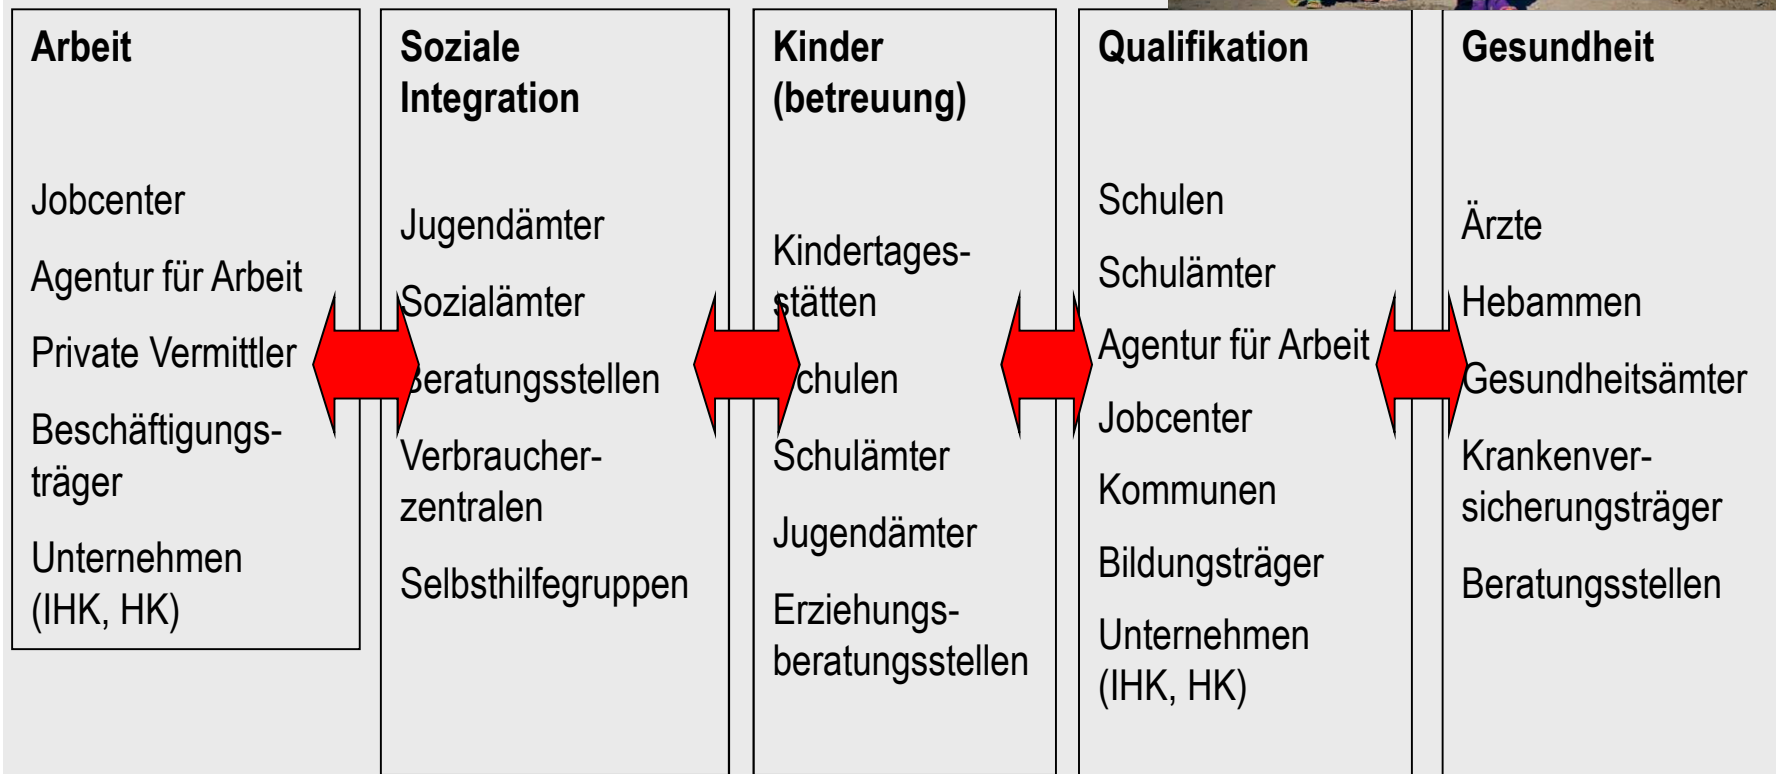 Arbeit
Jobcenter
Agentur für Arbeit
Private Vermittler
Beschäftigungs-
träger
Unternehmen
(IHK, HK)
Soziale
Integration
Jugendämter
Sozialämter
Beratungsstellen
Verbraucher-
zentralen
Selbsthilfegruppen
Kinder
(betreuung)
Kindertages-
stätten
Schulen
Schulämter
Jugendämter
Erziehungs-
beratungsstellen
Qualifikation
Schulen
Schulämter
Agentur für Arbeit
Jobcenter
Kommunen
Bildungsträger
Unternehmen
(IHK, HK)
Gesundheit
Ärzte
Hebammen
Gesundheitsämter
Krankenver-
sicherungsträger
Beratungsstellen